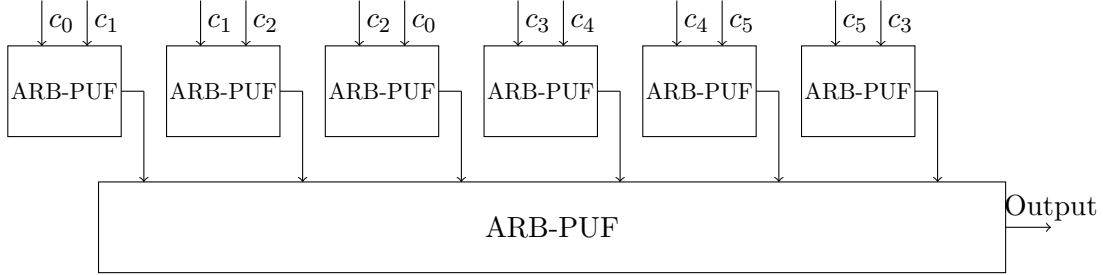 c₀ c₁ c₁ c₂ c₂ c₀ c₃ c₄ c₄ c₅ c₅ c₃
ARB-PUF ARB-PUF ARB-PUF ARB-PUF ARB-PUF ARB-PUF
Output
ARB-PUF